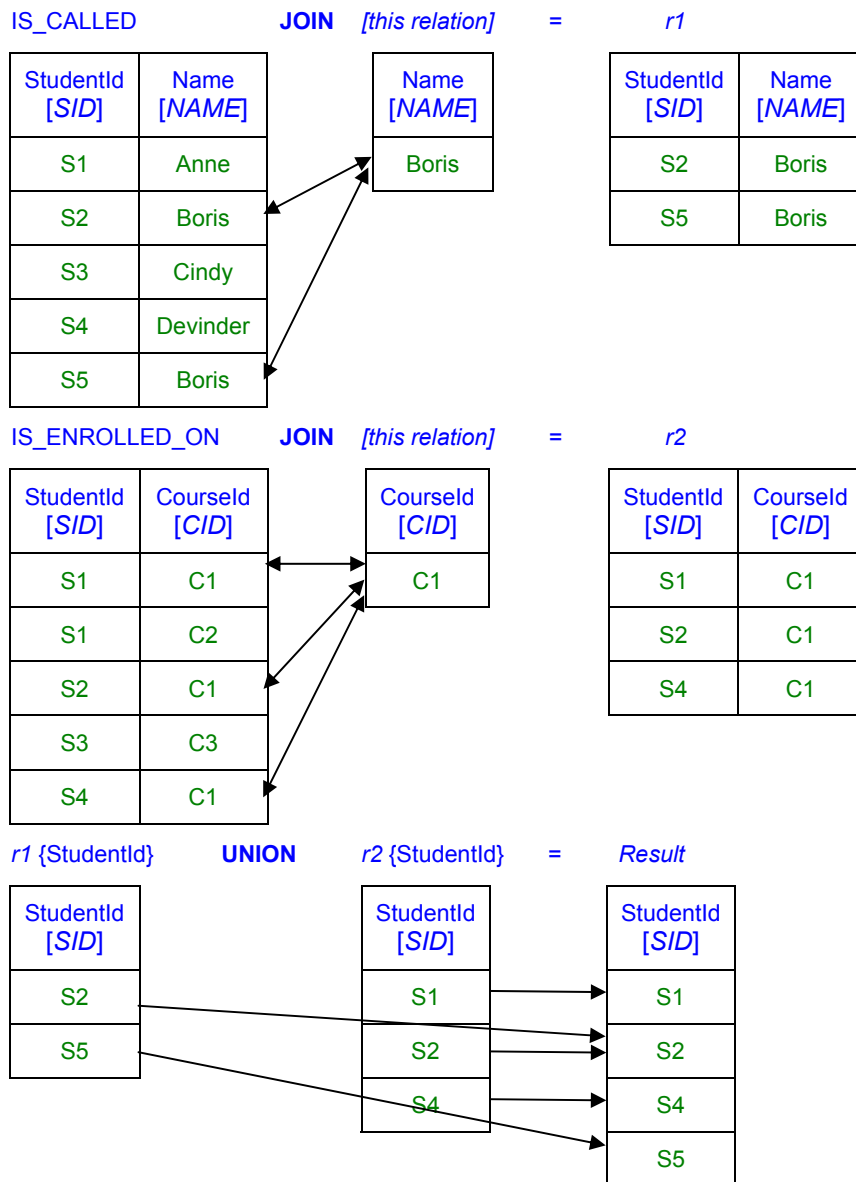 IS_CALLED JOIN [this relation] = r1
StudentId Name Name StudentId Name
[SID] [NAME] [NAME] [SID] [NAME]
S1 Anne Boris S2 Boris
S2 Boris S5 Boris
S3 Cindy
S4 Devinder
S5 Boris
IS_ENROLLED_ON JOIN [this relation] = r2
StudentId CourseId CourseId StudentId CourseId
[SID] [CID] [CID] [SID] [CID]
S1 C1 C1 S1 C1
S1 C2 S2 C1
S2 C1 S4 C1
S3 C3
S4 C1
r1 {StudentId} UNION r2 {StudentId} = Result
StudentId StudentId StudentId
[SID] [SID] [SID]
S2 S1 S1
S5 S2 S2
S4 S4
S5